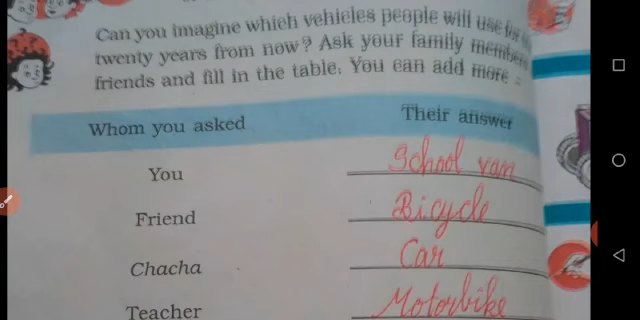 Can you imagine which vehicles people will use for
twenty years from now? Ask your family members
friends and fill in the table. You can add more
Whom you asked Their answer
You School van
Friend Bicycle
Chacha Car
Teacher Motorbike